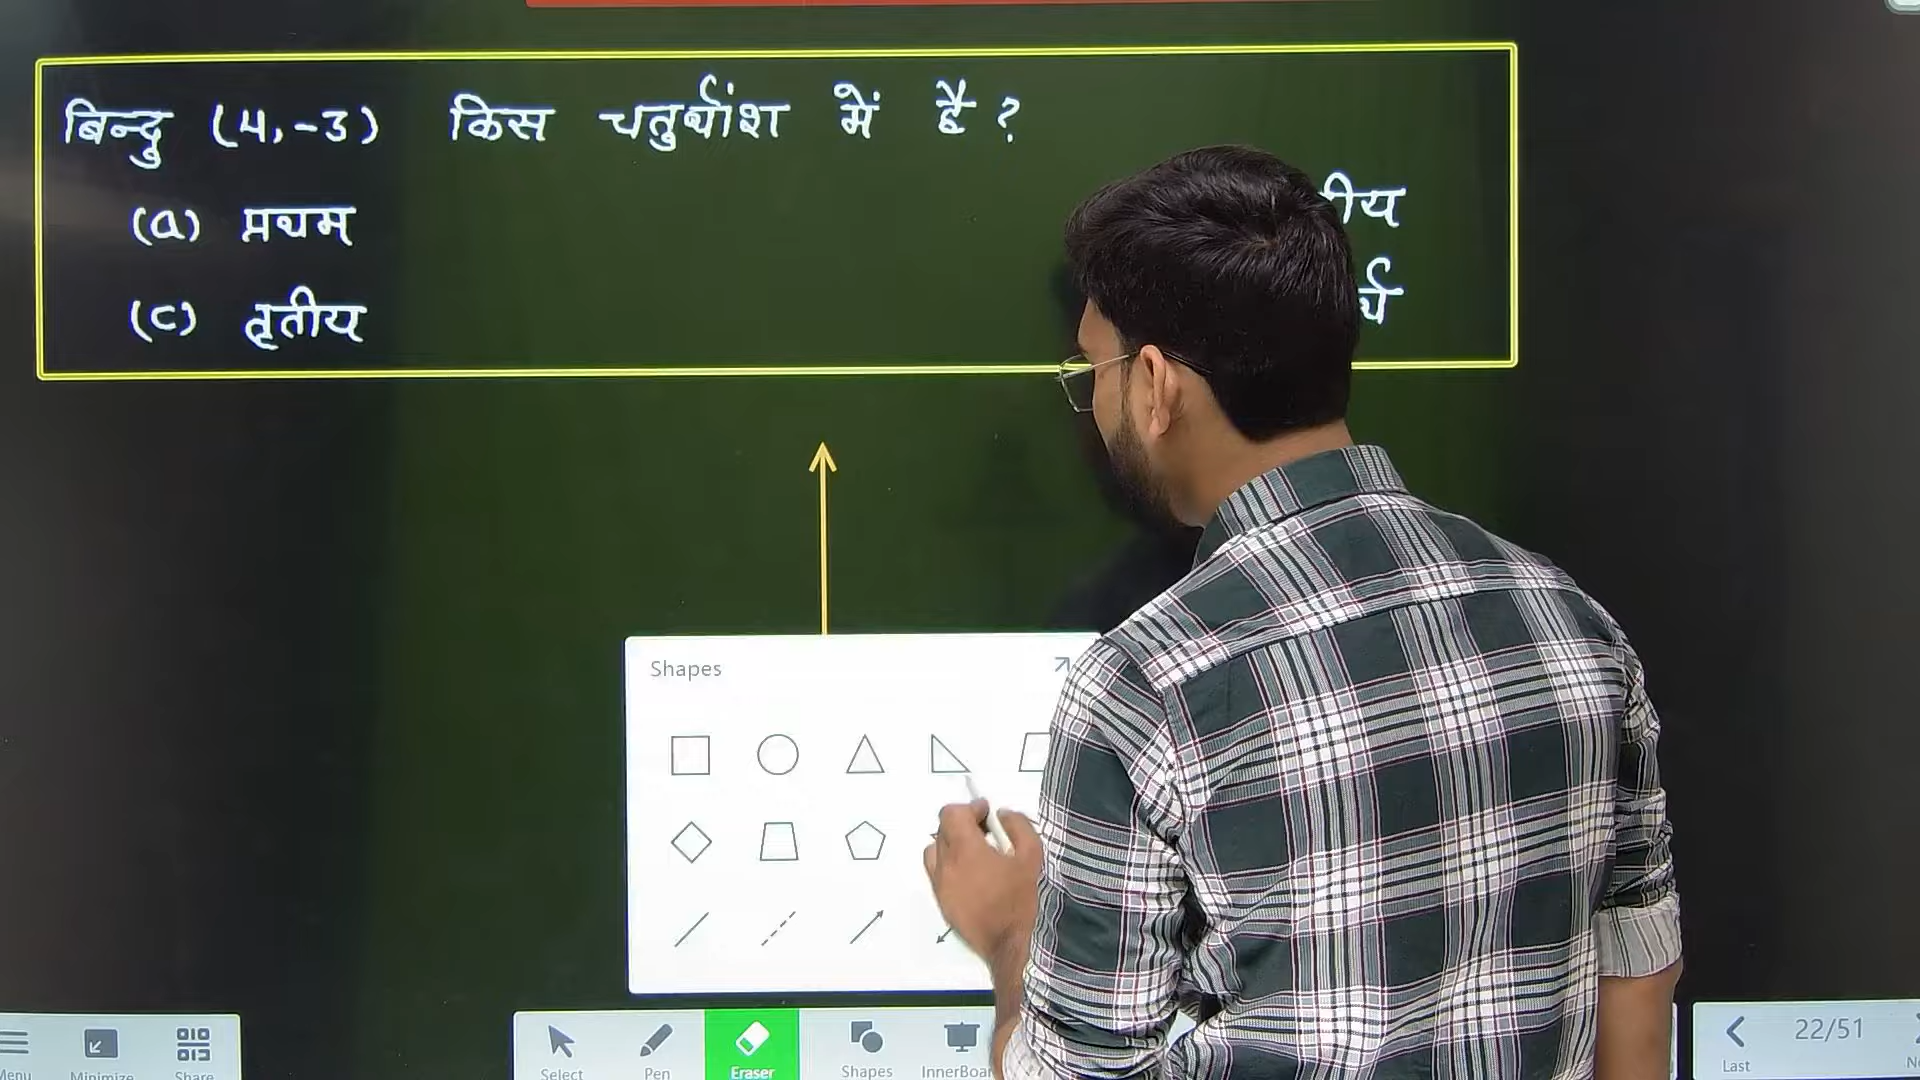 बिन्दु (4,-3) किस चतुर्थांश में है ?
(a) प्रथम
(c) तृतीय
Shapes
Menu Minimize Share Select Pen Eraser Shapes Last 22/51